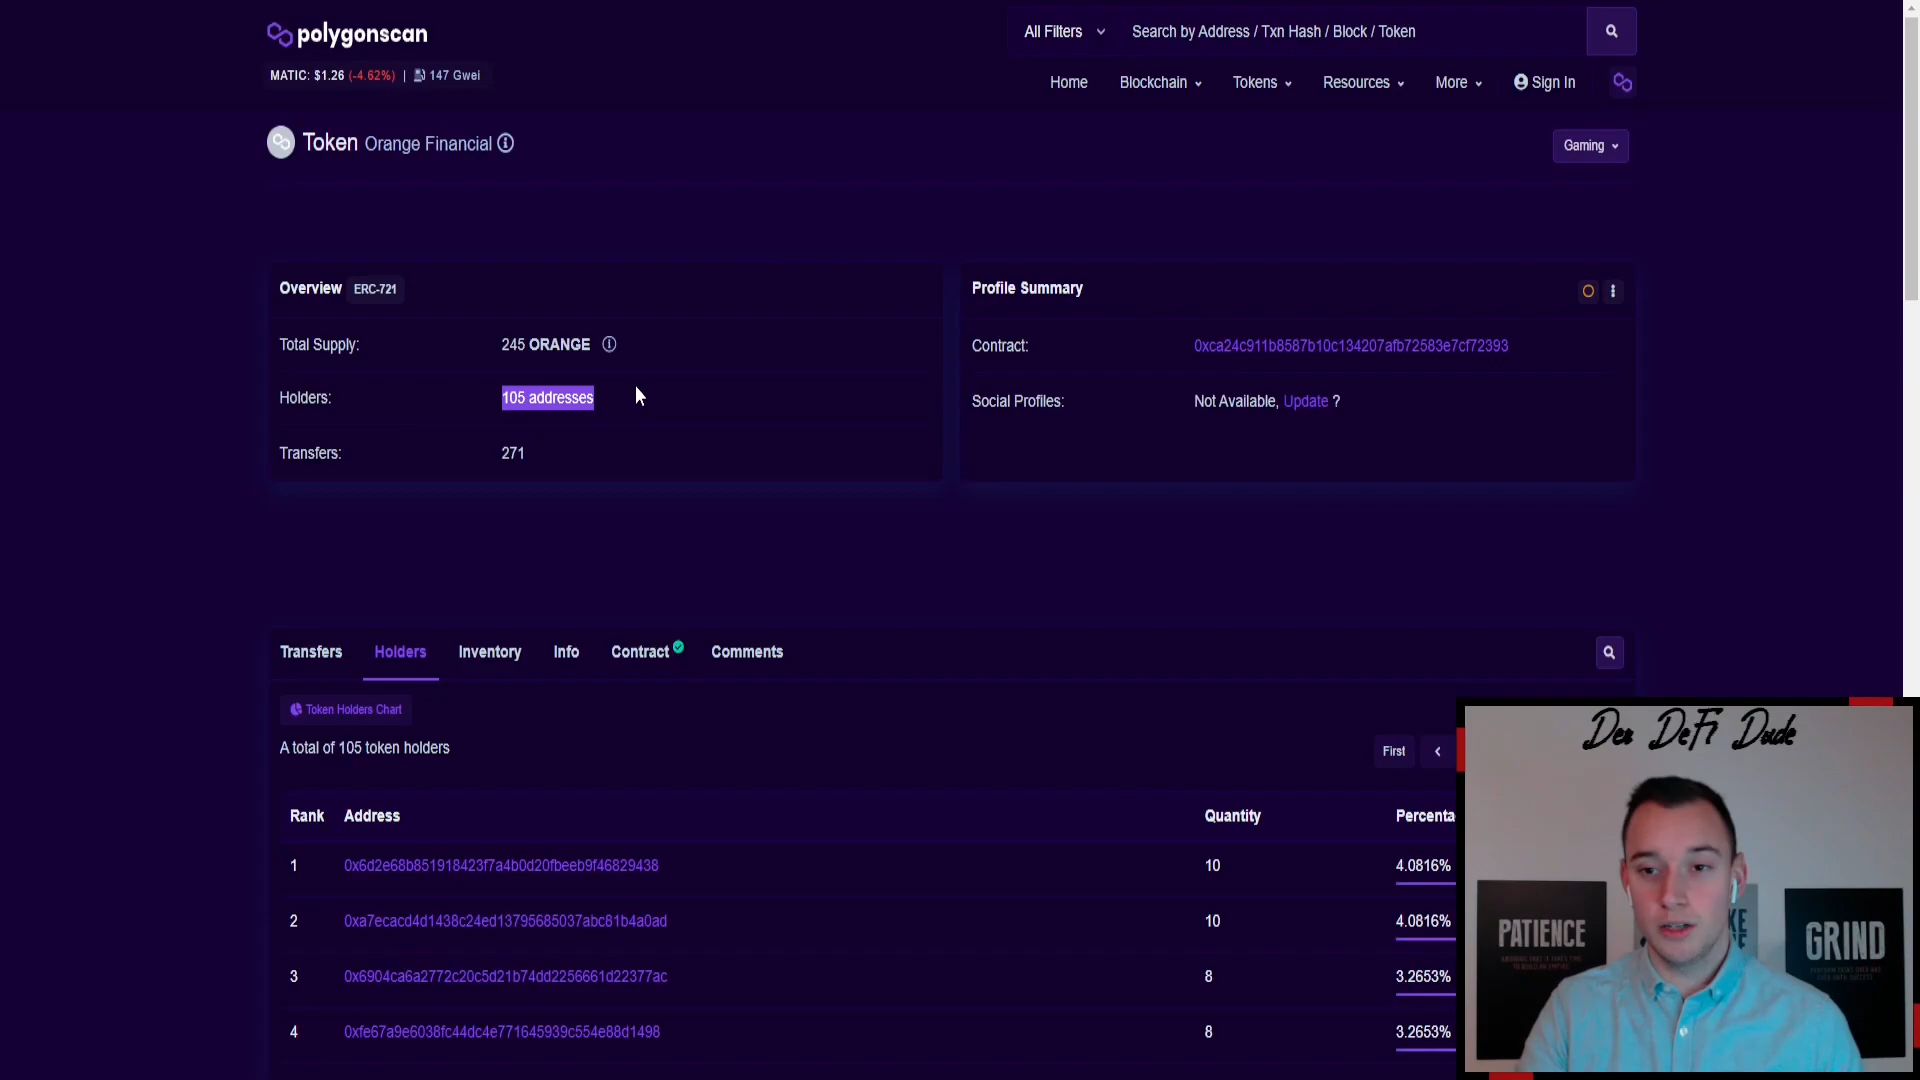 polygonscan
All Filters
Search by Address / Txn Hash / Block / Token
MATIC: $1.26 (-4.62%) | 147 Gwei
Home Blockchain Tokens Resources More Sign In
Token Orange Financial
Gaming
Overview ERC-721
Total Supply: 245 ORANGE
Holders: 105 addresses
Transfers: 271
Profile Summary
Contract: 0xca24c911b8587b10c134207afb72583e7cf72393
Social Profiles: Not Available, Update ?
Transfers Holders Inventory Info Contract Comments
Token Holders Chart
A total of 105 token holders
First
Rank Address Quantity Percenta
1 0x6d2e68b851918423f7a4b0d20fbeeb9f46829438 10 4.0816%
2 0xa7ecacd4d1438c24ed13795685037abc81b4a0ad 10 4.0816%
3 0x6904ca6a2772c20c5d21b74dd2256661d22377ac 8 3.2653%
4 0xfe67a9e6038fc44dc4e771645939c554e88d1498 8 3.2653%
Dex DeFi Dude
PATIENCE
GRIND